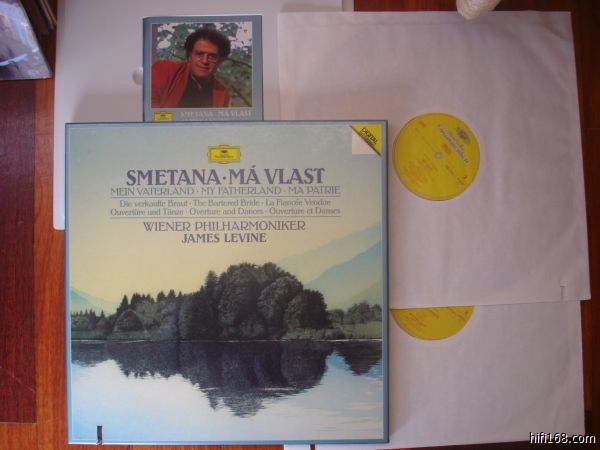 SMETANA · MÁ VLAST
DIGITAL
SMETANA · MÁ VLAST
MEIN VATERLAND · MY FATHERLAND · MA PATRIE
Die verkaufte Braut · The Bartered Bride · La Fiancée Vendue
Ouvertüre und Tänze · Overture and Dances · Ouverture et Danses
WIENER PHILHARMONIKER
JAMES LEVINE
hifi168.com